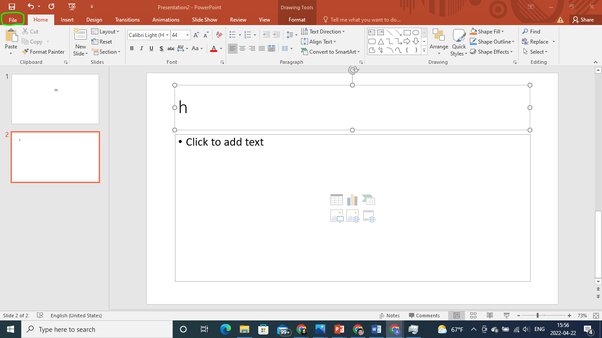 Presentation2 - PowerPoint
Drawing Tools
File Home Insert Design Transitions Animations Slide Show Review View Format Tell me what you want to do... Share
Paste
Cut
Copy
Format Painter
Clipboard
New Slide
Layout
Reset
Section
Slides
Calibri Light (H 44
B I U S abc AV Aa A
Font
Paragraph
Text Direction
Align Text
Convert to SmartArt
Drawing
Arrange
Quick Styles
Shape Fill
Shape Outline
Shape Effects
Find
Replace
Select
Editing
1
2
h
• Click to add text
Slide 2 of 2 English (United States) Notes Comments 73%
Type here to search
99+
67°F
ENG
15:56
2022-04-22